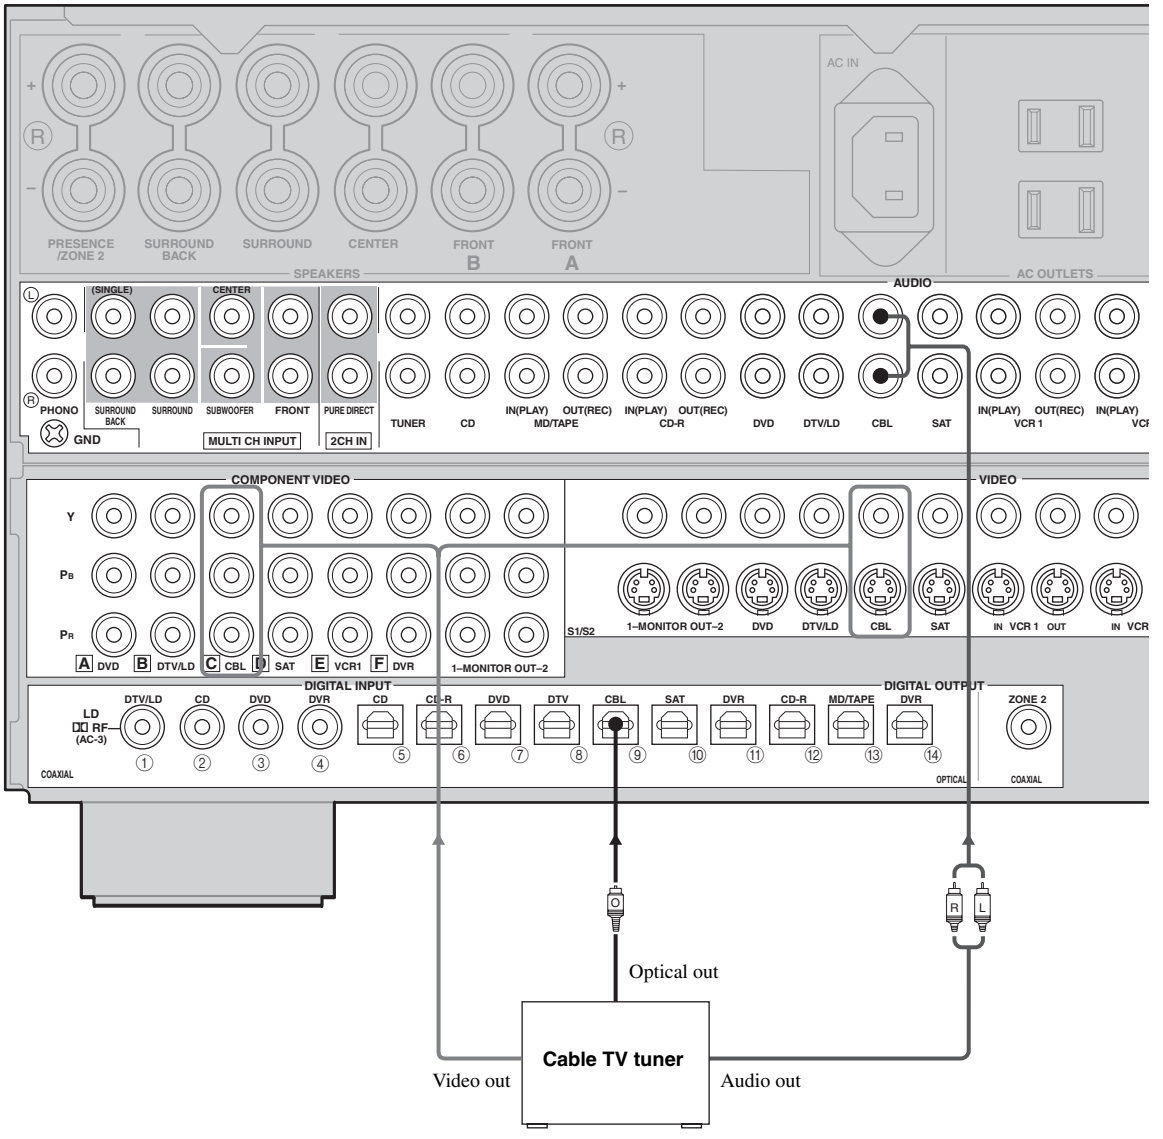 AC IN
+ +
R R
– –
PRESENCE SURROUND SURROUND CENTER FRONT FRONT
/ZONE 2 BACK B A
SPEAKERS
AC OUTLETS
AUDIO
L (SINGLE) CENTER
R
PHONO SURROUND BACK SURROUND SUBWOOFER FRONT PURE DIRECT
TUNER CD IN(PLAY) OUT(REC) IN(PLAY) OUT(REC) DVD DTV/LD CBL SAT IN(PLAY) OUT(REC) IN(PLAY)
MD/TAPE CD-R VCR 1 VCR
GND MULTI CH INPUT 2CH IN
COMPONENT VIDEO VIDEO
Y
PB
PR
A DVD B DTV/LD C CBL D SAT E VCR1 F DVR 1–MONITOR OUT–2
S1/S2 1–MONITOR OUT–2 DVD DTV/LD CBL SAT IN VCR 1 OUT IN VCR
DIGITAL INPUT DIGITAL OUTPUT
DTV/LD CD DVD DVR CD CD-R DVD DTV CBL SAT DVR CD-R MD/TAPE DVR ZONE 2
LD
RF
(AC-3)
① ② ③ ④ ⑤ ⑥ ⑦ ⑧ ⑨ ⑩ ⑪ ⑫ ⑬ ⑭
COAXIAL OPTICAL COAXIAL
O R L
Optical out
Cable TV tuner
Video out Audio out